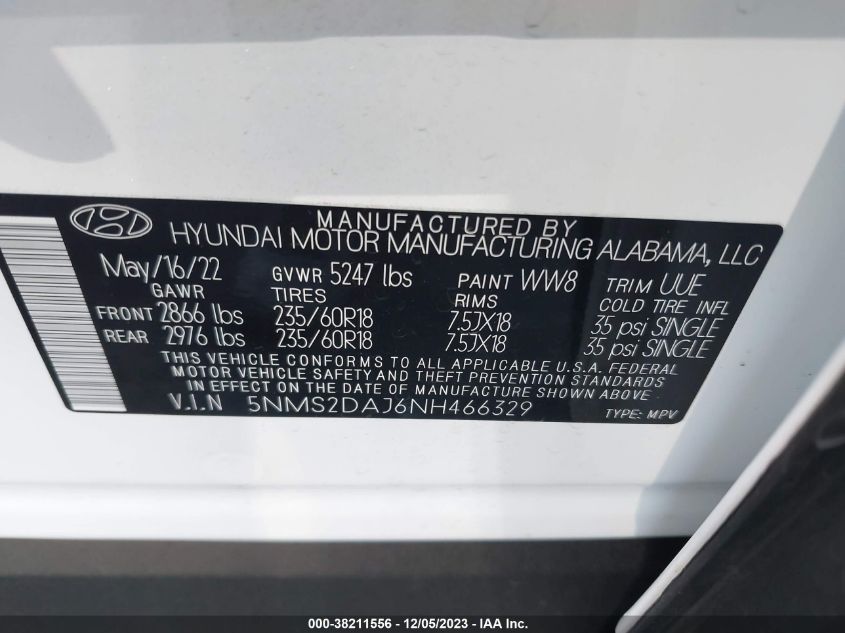 MANUFACTURED BY
HYUNDAI MOTOR MANUFACTURING ALABAMA, LLC
May/16/22 GVWR 5247 lbs PAINT WW8 TRIM UUE
GAWR TIRES RIMS COLD TIRE INFL
FRONT 2866 lbs 235/60R18 7.5JX18 35 psi SINGLE
REAR 2976 lbs 235/60R18 7.5JX18 35 psi SINGLE
THIS VEHICLE CONFORMS TO ALL APPLICABLE U.S.A. FEDERAL
MOTOR VEHICLE SAFETY AND THEFT PREVENTION STANDARDS
IN EFFECT ON THE DATE OF MANUFACTURE SHOWN ABOVE.
V.I.N 5NMS2DAJ6NH466329 TYPE: MPV
000-38211556 - 12/05/2023 - IAA Inc.